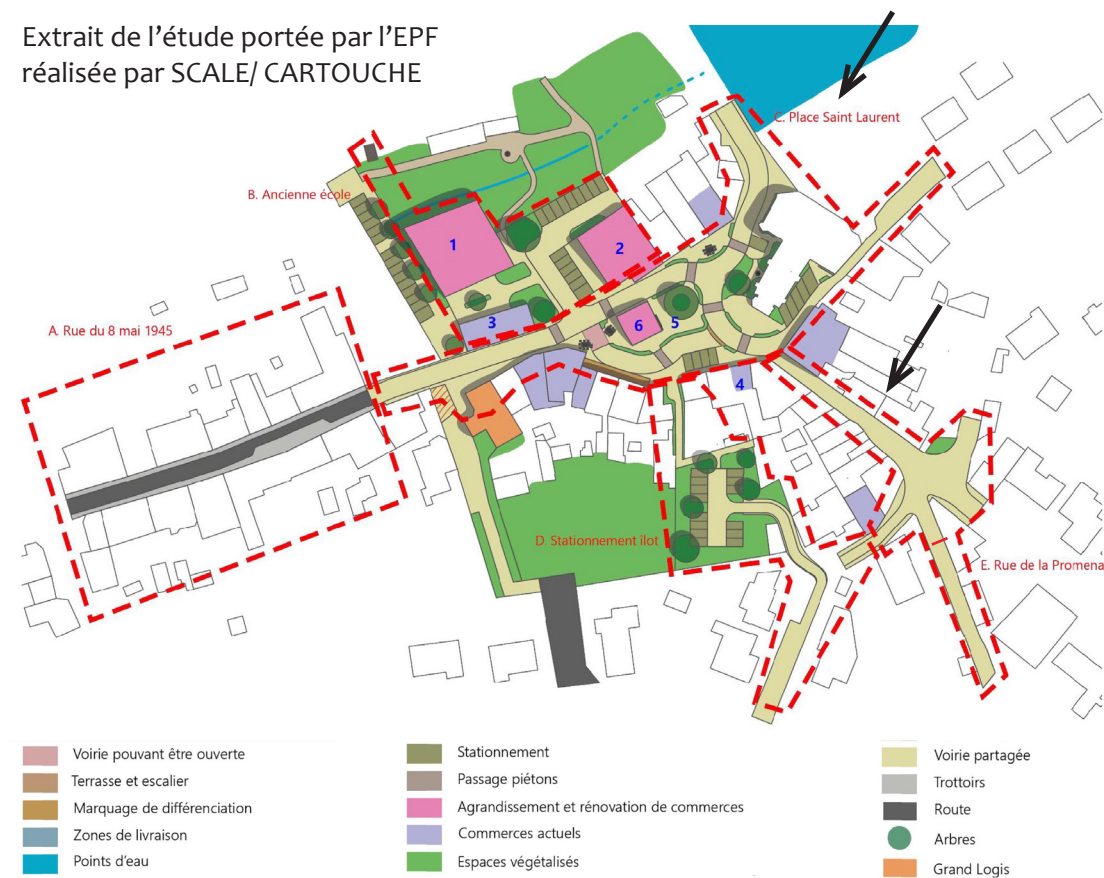 Extrait de l’étude portée par l’EPF
réalisée par SCALE/ CARTOUCHE
C. Place Saint Laurent
B. Ancienne école
1
2
A. Rue du 8 mai 1945
3
6
5
4
D. Stationnement îlot
E. Rue de la Promena
Voirie pouvant être ouverte
Terrasse et escalier
Marquage de différenciation
Zones de livraison
Points d'eau
Stationnement
Passage piétons
Agrandissement et rénovation de commerces
Commerces actuels
Espaces végétalisés
Voirie partagée
Trottoirs
Route
Arbres
Grand Logis